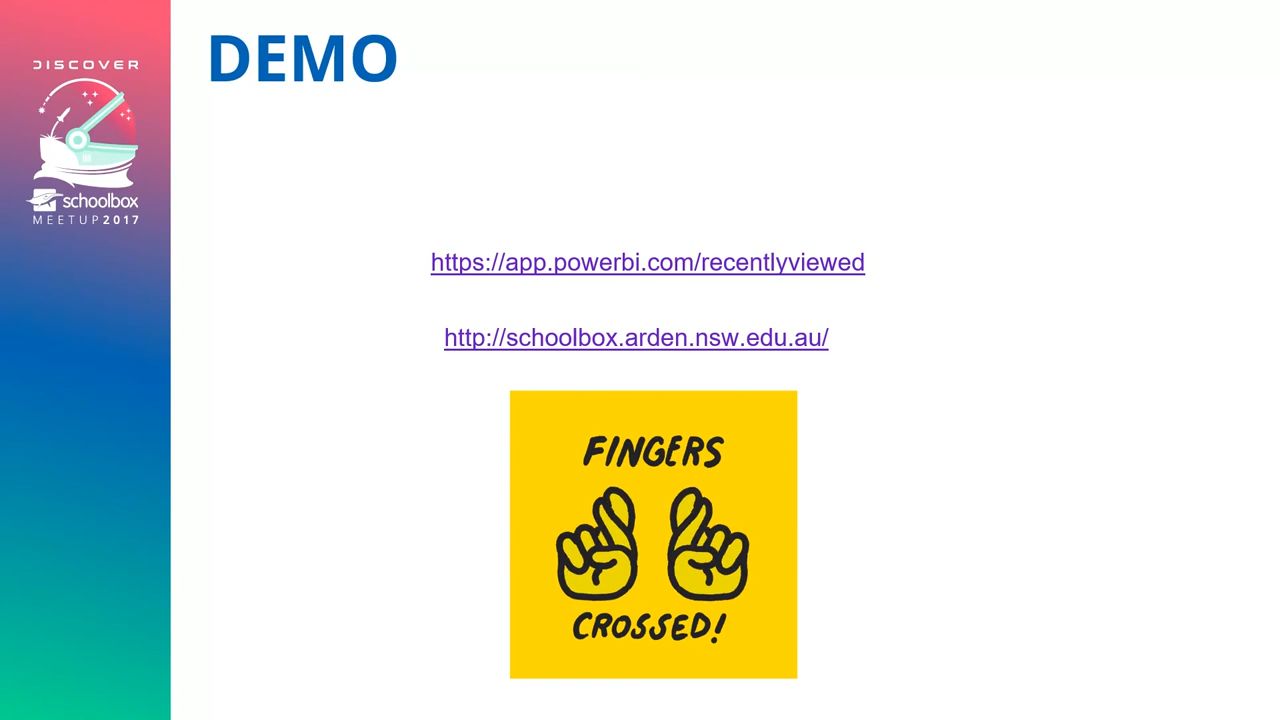 DISCOVER
schoolbox
MEETUP2017
DEMO
https://app.powerbi.com/recentlyviewed
http://schoolbox.arden.nsw.edu.au/
FINGERS
CROSSED!